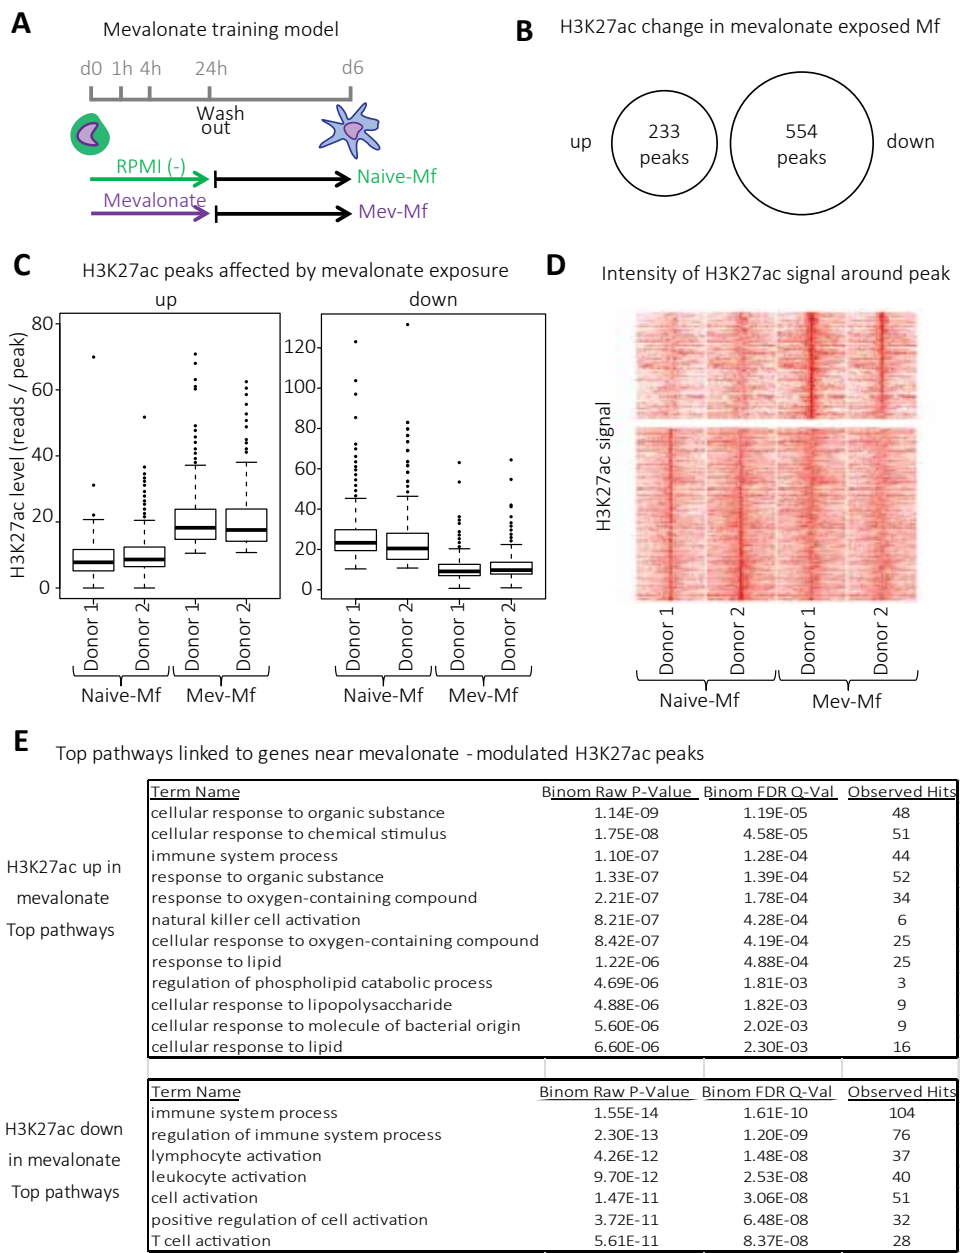 A
Mevalonate training model
d0 1h 4h 24h d6
Wash
out
RPMI (-)
Naive-Mf
Mevalonate
Mev-Mf
B
H3K27ac change in mevalonate exposed Mf
up
233
peaks
554
peaks
down
C
H3K27ac peaks affected by mevalonate exposure
up
down
H3K27ac level (reads / peak)
80
60
40
20
0
120
100
80
60
40
20
0
Donor 1
Donor 2
Donor 1
Donor 2
Naive-Mf
Mev-Mf
Donor 1
Donor 2
Donor 1
Donor 2
Naive-Mf
Mev-Mf
D
Intensity of H3K27ac signal around peak
H3K27ac signal
Donor 1
Donor 2
Donor 1
Donor 2
Naive-Mf
Mev-Mf
E
Top pathways linked to genes near mevalonate - modulated H3K27ac peaks
H3K27ac up in
mevalonate
Top pathways
Term Name Binom Raw P-Value Binom FDR Q-Val Observed Hits
cellular response to organic substance 1.14E-09 1.19E-05 48
cellular response to chemical stimulus 1.75E-08 4.58E-05 51
immune system process 1.10E-07 1.28E-04 44
response to organic substance 1.33E-07 1.39E-04 52
response to oxygen-containing compound 2.21E-07 1.78E-04 34
natural killer cell activation 8.21E-07 4.28E-04 6
cellular response to oxygen-containing compound 8.42E-07 4.19E-04 25
response to lipid 1.22E-06 4.88E-04 25
regulation of phospholipid catabolic process 4.69E-06 1.81E-03 3
cellular response to lipopolysaccharide 4.88E-06 1.82E-03 9
cellular response to molecule of bacterial origin 5.60E-06 2.02E-03 9
cellular response to lipid 6.60E-06 2.30E-03 16
H3K27ac down
in mevalonate
Top pathways
Term Name Binom Raw P-Value Binom FDR Q-Val Observed Hits
immune system process 1.55E-14 1.61E-10 104
regulation of immune system process 2.30E-13 1.20E-09 76
lymphocyte activation 4.26E-12 1.48E-08 37
leukocyte activation 9.70E-12 2.53E-08 40
cell activation 1.47E-11 3.06E-08 51
positive regulation of cell activation 3.72E-11 6.48E-08 32
T cell activation 5.61E-11 8.37E-08 28